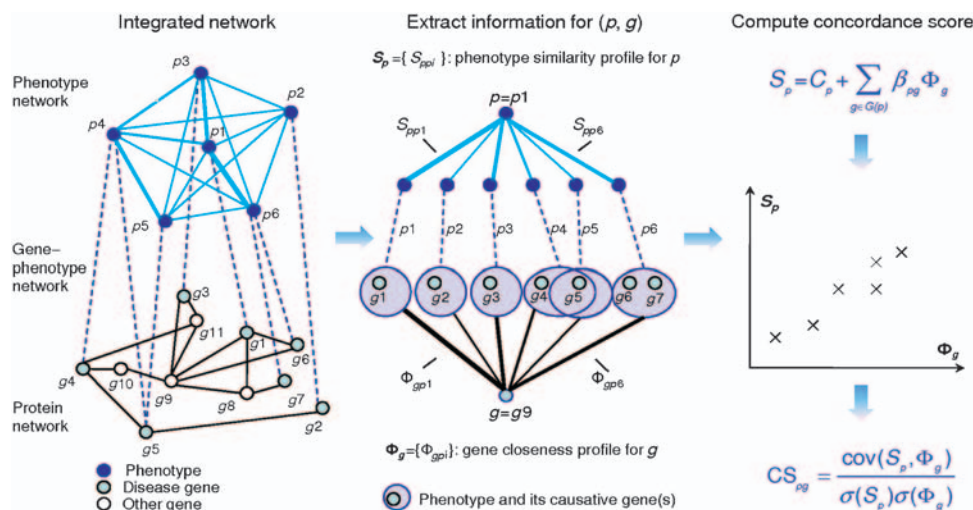 Integrated network
Extract information for (p, g)
Compute concordance score
Phenotype
network
p3
p2
p4
p1
p6
p5
Gene–
phenotype
network
g3
g11
g1
g6
g4
g10
g9
g8
g7
g2
g5
Protein
network
Phenotype
Disease gene
Other gene
S_p = { S_ppi }: phenotype similarity profile for p
p=p1
S_pp1
S_pp6
p1 p2 p3 p4 p5 p6
g1 g2 g3 g4 g5 g6 g7
Φ_gp1
Φ_gp6
g=g9
Φ_g={Φ_gpi}: gene closeness profile for g
Phenotype and its causative gene(s)
S_p = C_p + ∑_{g∈G(p)} β_pg Φ_g
S_p
Φ_g
CS_pg = cov(S_p, Φ_g) / σ(S_p)σ(Φ_g)